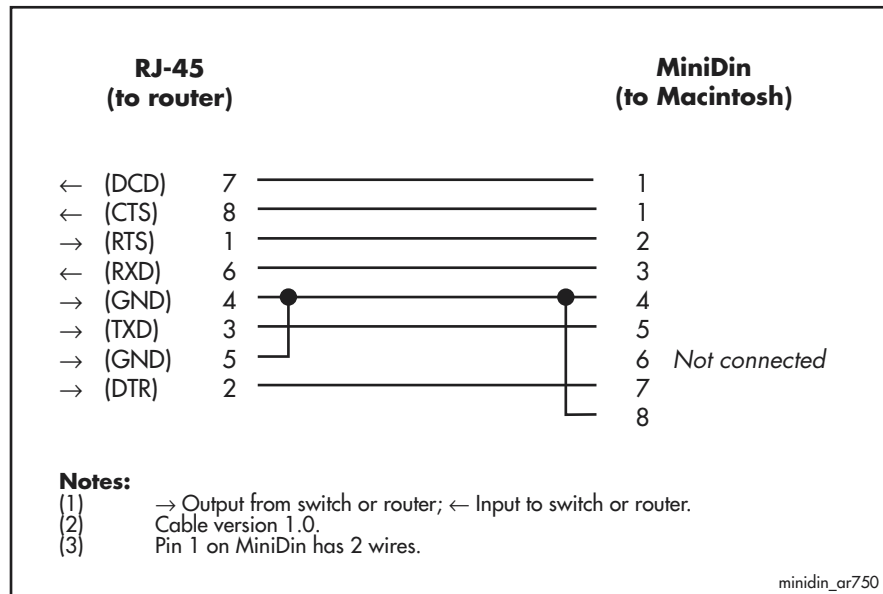 RJ-45 MiniDin
(to router) (to Macintosh)
← (DCD) 7 1
← (CTS) 8 1
→ (RTS) 1 2
← (RXD) 6 3
→ (GND) 4 4
→ (TXD) 3 5
→ (GND) 5 6 Not connected
→ (DTR) 2 7
8
Notes:
(1) → Output from switch or router; ← Input to switch or router.
(2) Cable version 1.0.
(3) Pin 1 on MiniDin has 2 wires.
minidin_ar750